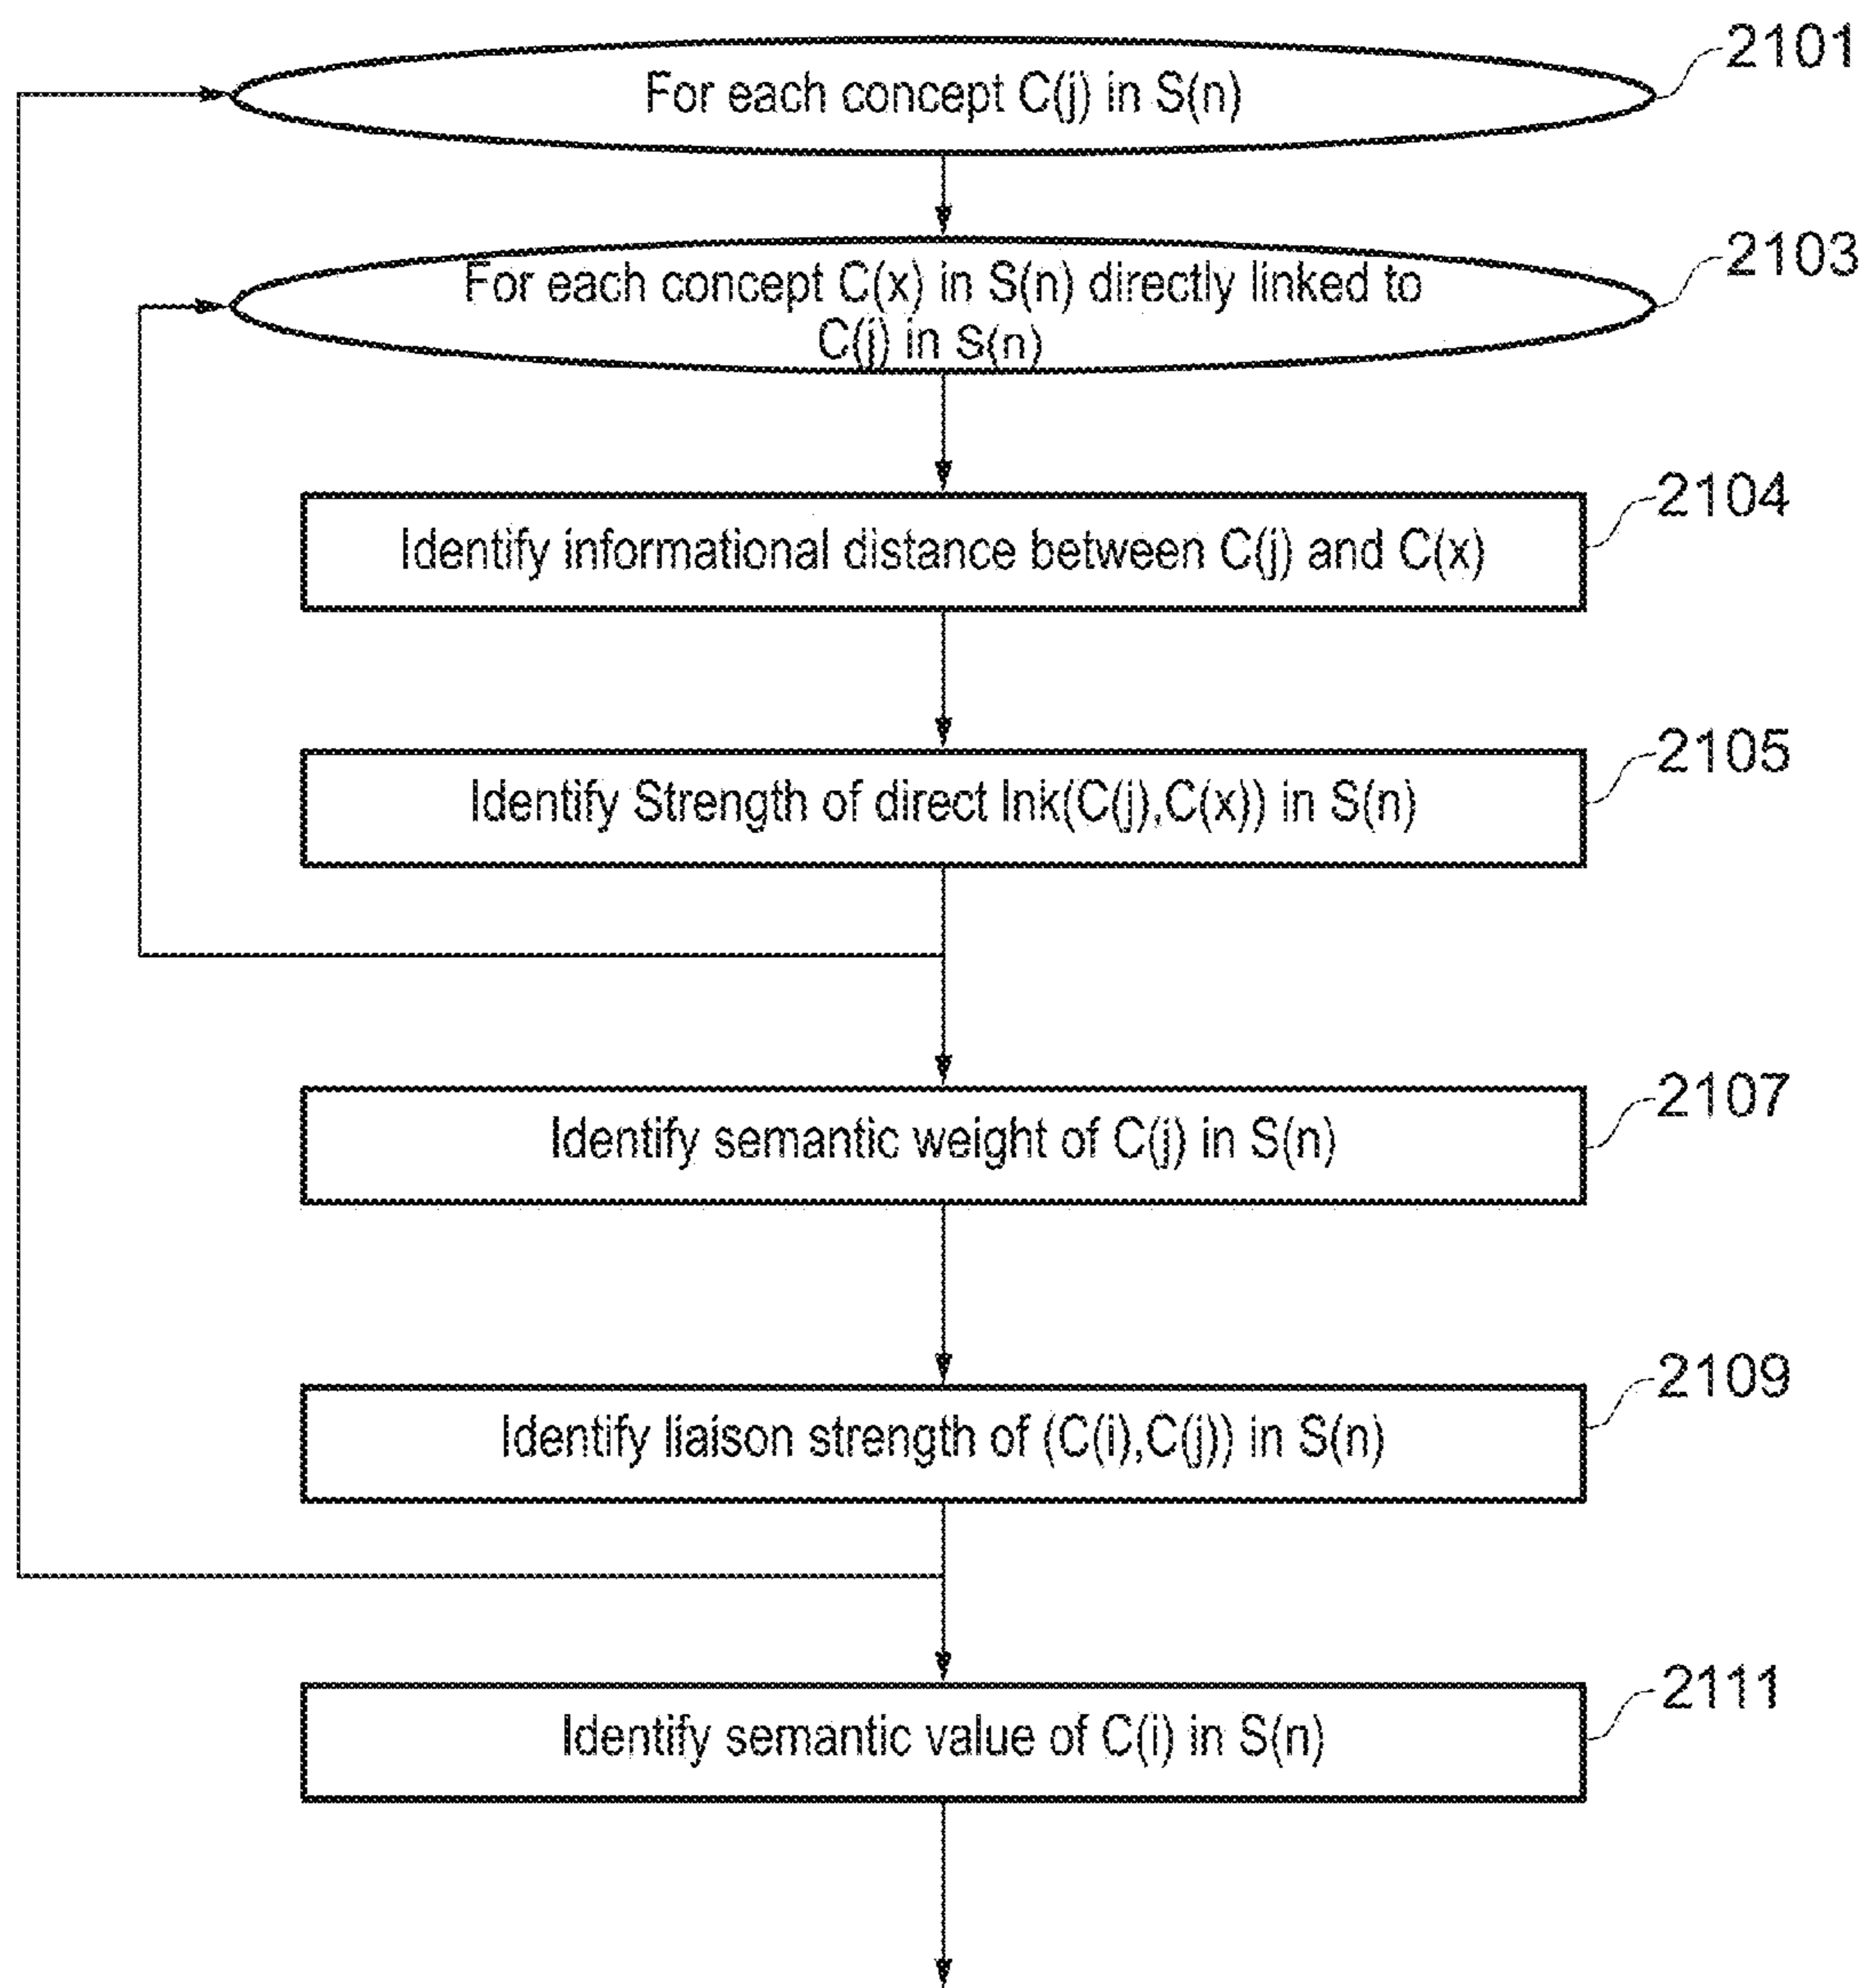 For each concept C(j) in S(n)
2101
For each concept C(x) in S(n) directly linked to
C(j) in S(n)
2103
2104
Identify informational distance between C(j) and C(x)
2105
Identify Strength of direct lnk(C(j),C(x)) in S(n)
2107
Identify semantic weight of C(j) in S(n)
2109
Identify liaison strength of (C(i),C(j)) in S(n)
2111
Identify semantic value of C(i) in S(n)